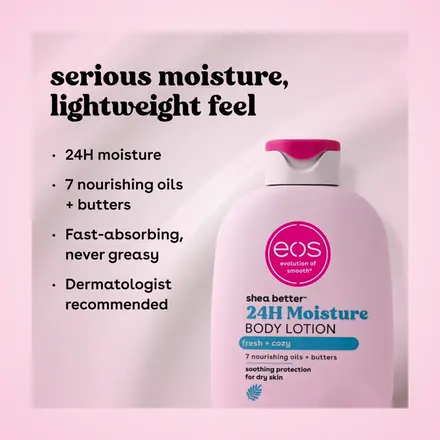 serious moisture,
lightweight feel
· 24H moisture
· 7 nourishing oils
+ butters
· Fast-absorbing,
never greasy
· Dermatologist
recommended
eos
evolution of
smooth®
shea better™
24H Moisture
BODY LOTION
fresh + cozy
7 nourishing oils + butters
soothing protection
for dry skin